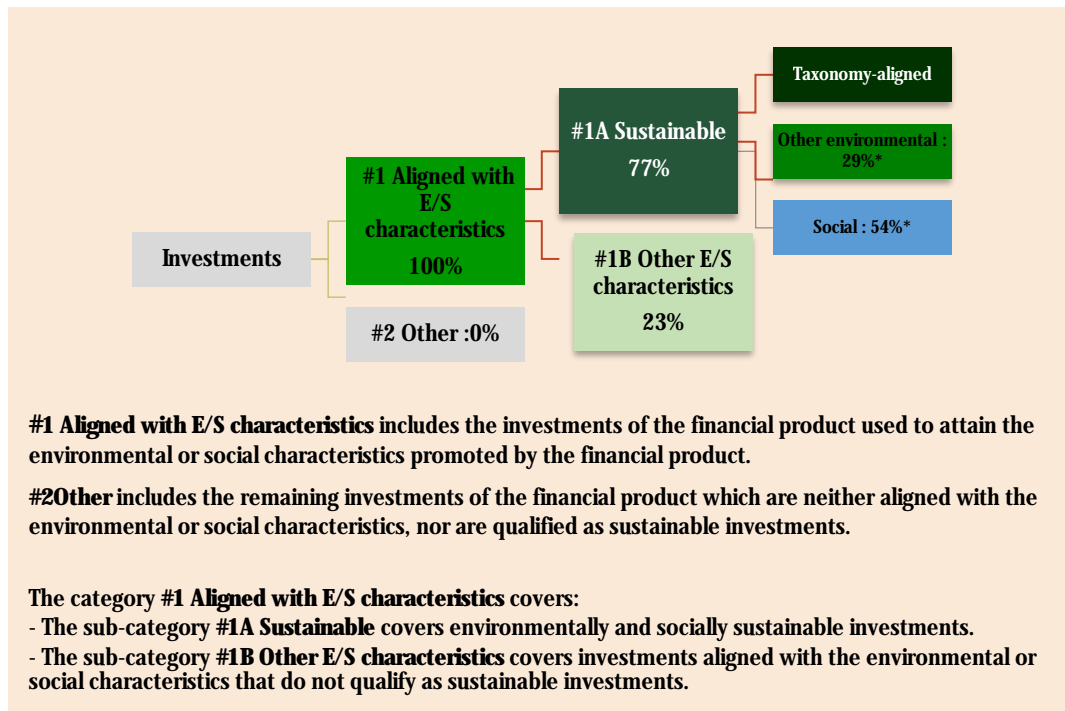 Taxonomy-aligned
#1A Sustainable
77%
Other environmental :
29%*
#1 Aligned with
E/S
characteristics
100%
Social : 54%*
Investments
#1B Other E/S
characteristics
23%
#2 Other :0%
#1 Aligned with E/S characteristics includes the investments of the financial product used to attain the
environmental or social characteristics promoted by the financial product.
#2Other includes the remaining investments of the financial product which are neither aligned with the
environmental or social characteristics, nor are qualified as sustainable investments.
The category #1 Aligned with E/S characteristics covers:
- The sub-category #1A Sustainable covers environmentally and socially sustainable investments.
- The sub-category #1B Other E/S characteristics covers investments aligned with the environmental or
social characteristics that do not qualify as sustainable investments.